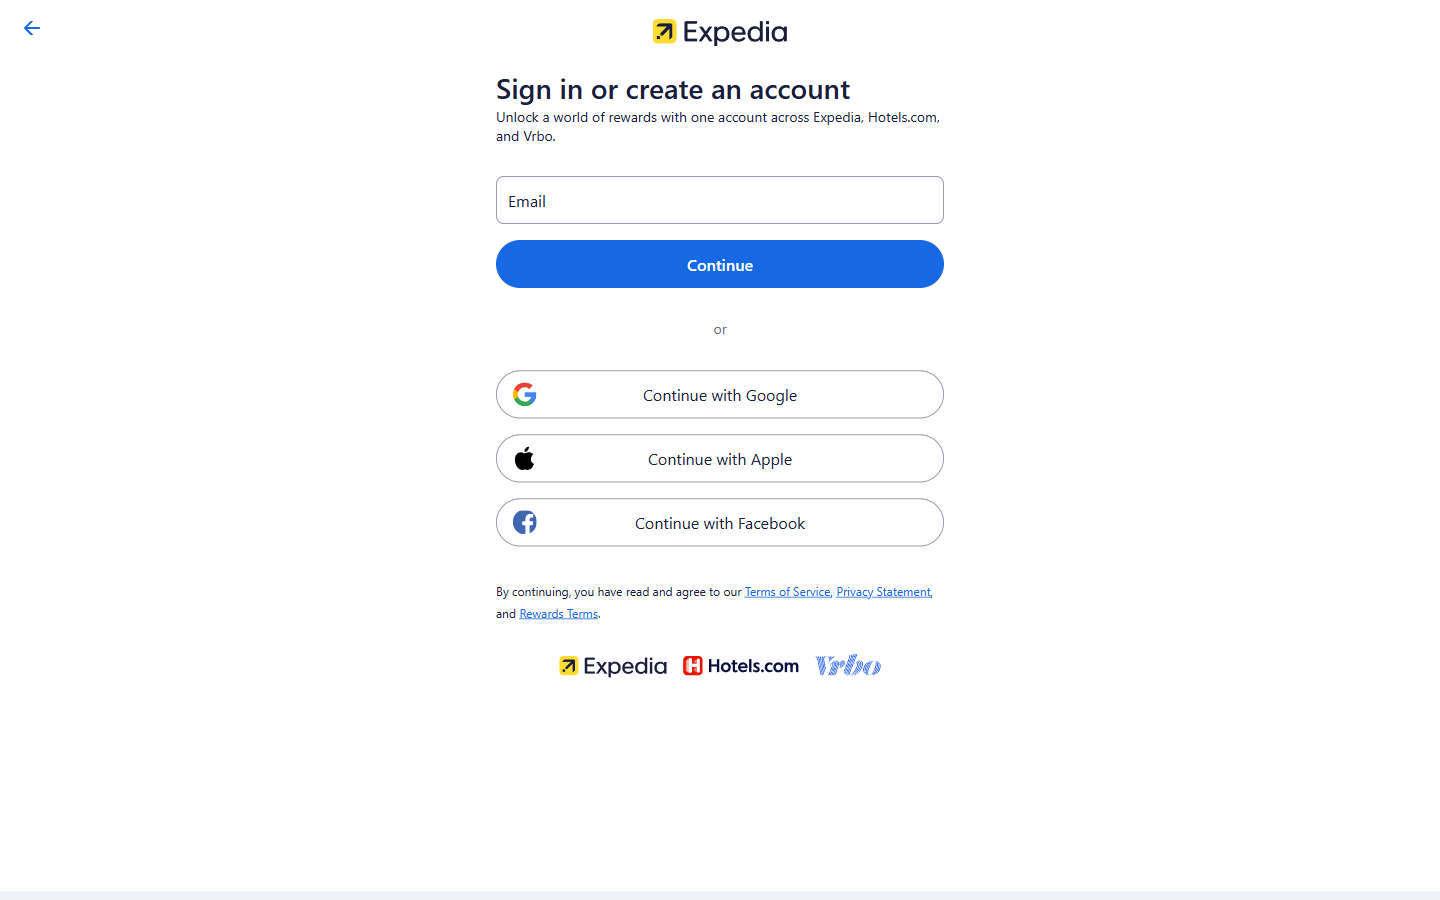 Expedia
Sign in or create an account
Unlock a world of rewards with one account across Expedia, Hotels.com,
and Vrbo.
Email
Continue
or
Continue with Google
Continue with Apple
Continue with Facebook
By continuing, you have read and agree to our Terms of Service, Privacy Statement,
and Rewards Terms.
Expedia Hotels.com Vrbo